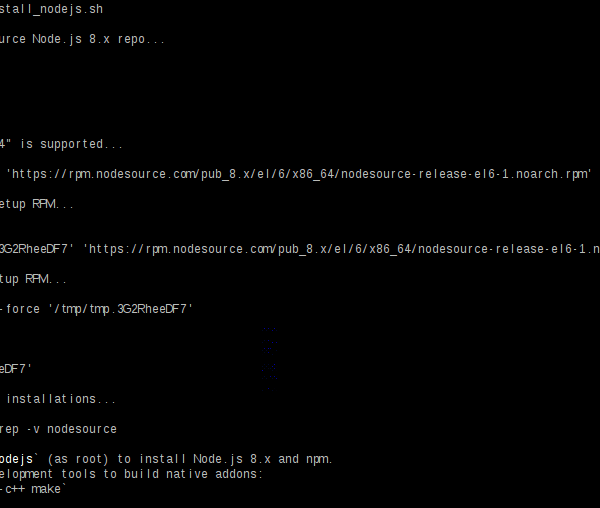 stall_nodejs.sh
urce Node.js 8.x repo...
4" is supported...
'https://rpm.nodesource.com/pub_8.x/el/6/x86_64/nodesource-release-el6-1.noarch.rpm'
etup RPM...
3G2RheeDF7' 'https://rpm.nodesource.com/pub_8.x/el/6/x86_64/nodesource-release-el6-1.n
tup RPM...
-force '/tmp/tmp.3G2RheeDF7'
eDF7'
installations...
rep -v nodesource
odejs` (as root) to install Node.js 8.x and npm.
elopment tools to build native addons:
-c++ make`